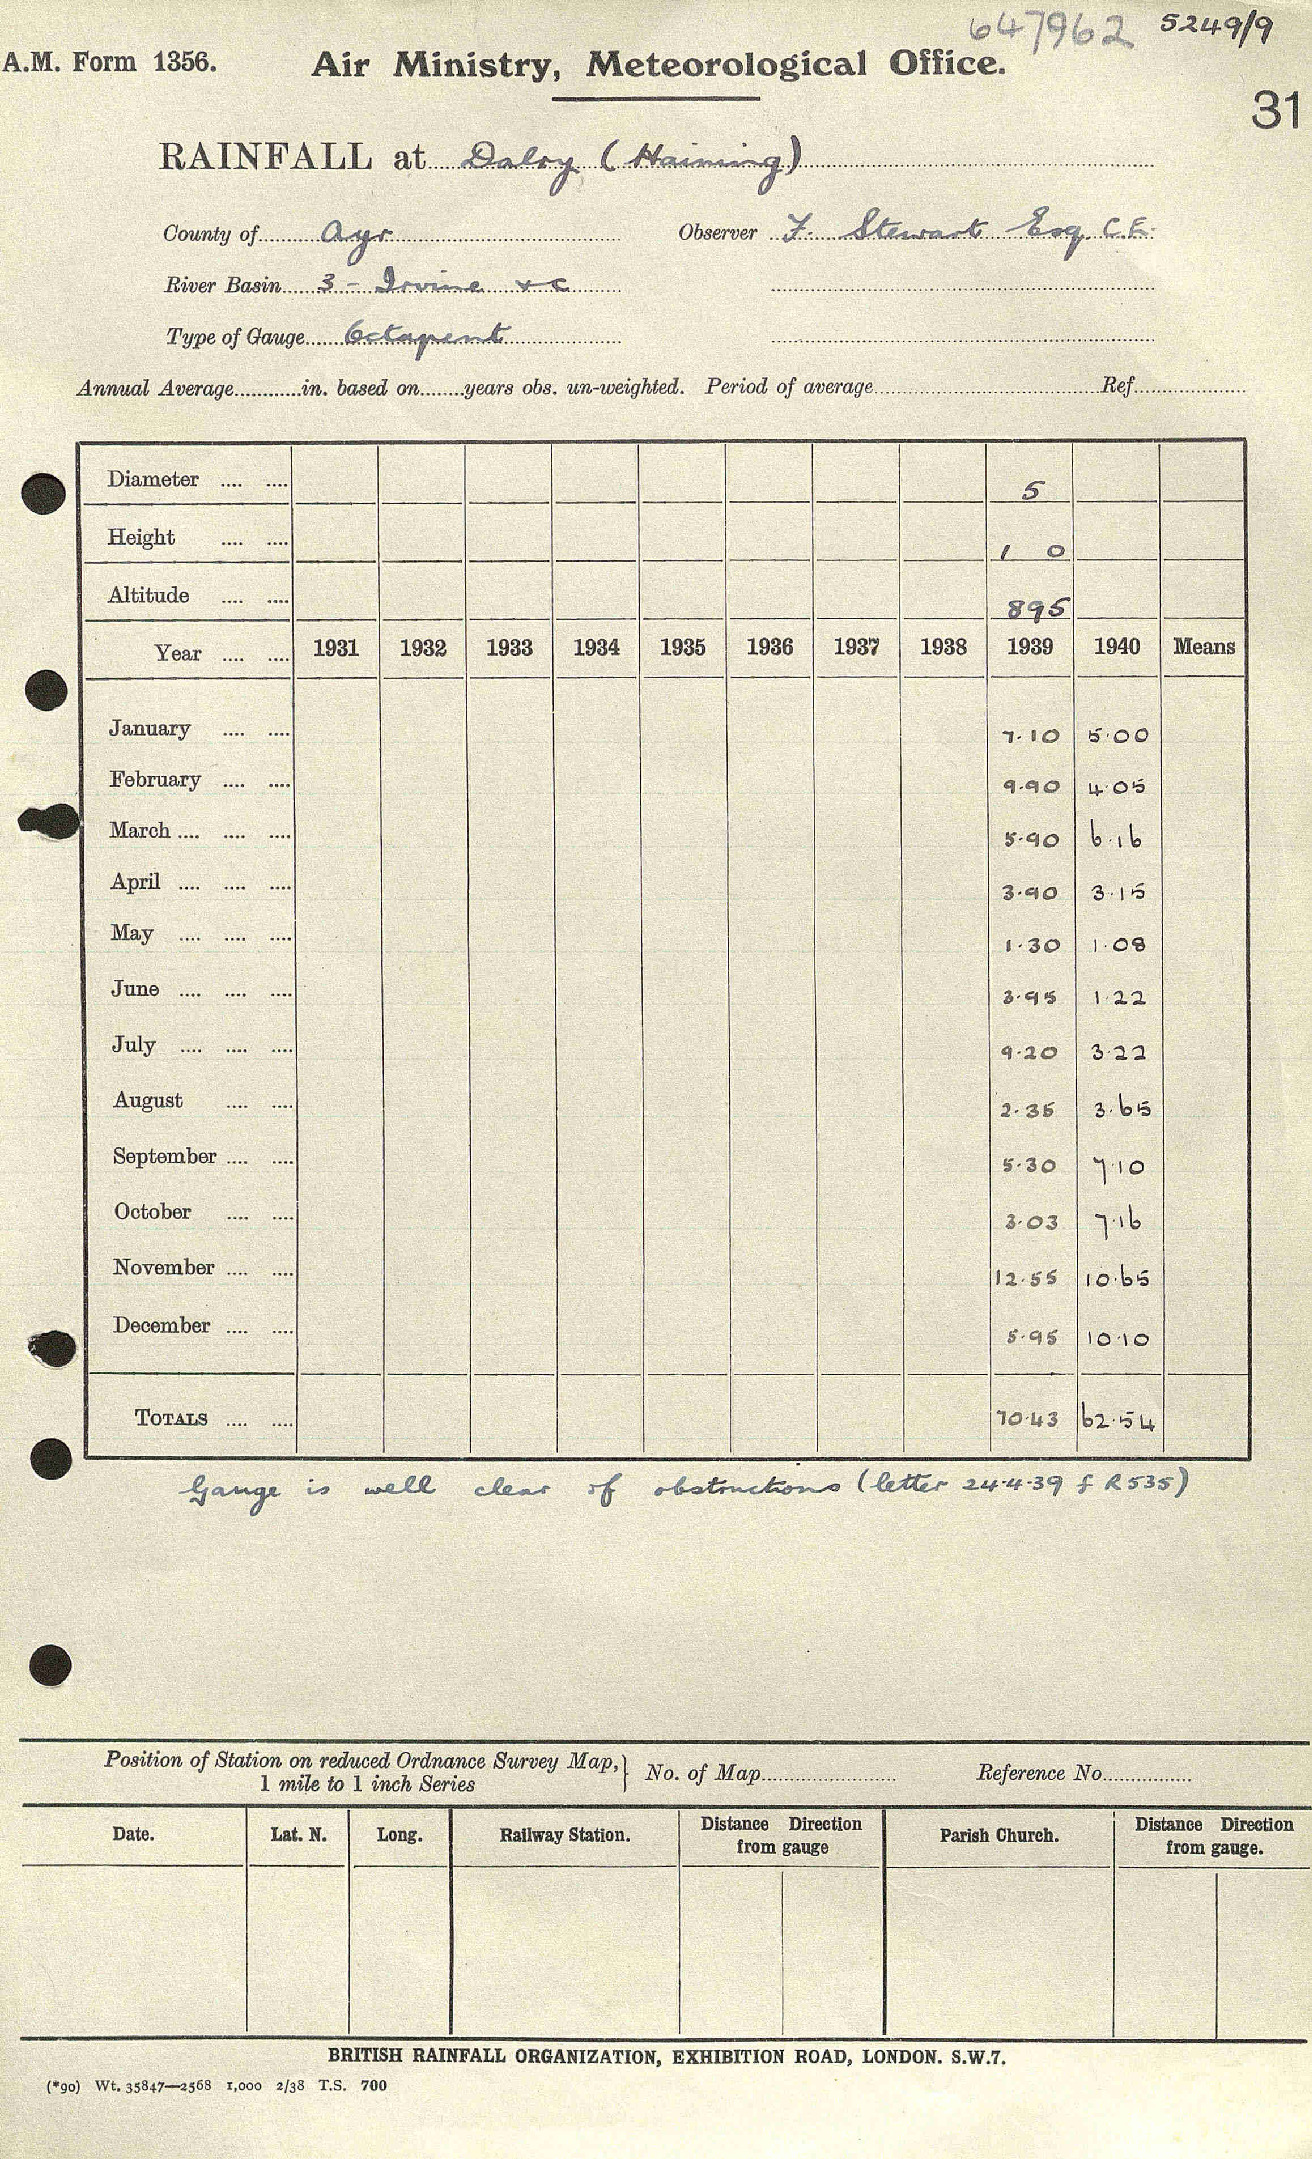 647962 5249/9
A.M. Form 1356. Air Ministry, Meteorological Office.
31
RAINFALL at Dalry (Haining)
County of Ayr Observer F. Stewart Esq C.E.
River Basin 3 - Irvine &c
Type of Gauge Octapent
Annual Average in. based on years obs. un-weighted. Period of average Ref.
Diameter .... .... 5
Height .... .... 1 0
Altitude .... .... 895
Year .... .... 1931 1932 1933 1934 1935 1936 1937 1938 1939 1940 Means
January .... .... 7.10 5.00
February .... .... 9.90 4.05
March .... .... .... 5.90 6.16
April .... .... .... 3.90 3.15
May .... .... .... 1.30 1.08
June .... .... .... 3.95 1.22
July .... .... .... 9.20 3.22
August .... .... 2.35 3.65
September .... .... 5.30 7.10
October .... .... 3.03 7.16
November .... .... 12.55 10.65
December .... .... 5.95 10.10
TOTALS .... .... 70.43 62.54
Gauge is well clear of obstructions (letter 24.4.39 f R535)
Position of Station on reduced Ordnance Survey Map, } No. of Map Reference No.
1 mile to 1 inch Series
Date. Lat. N. Long. Railway Station. Distance Direction from gauge Parish Church. Distance Direction from gauge.
BRITISH RAINFALL ORGANIZATION, EXHIBITION ROAD, LONDON. S.W.7.
(*90) Wt. 35847—2568 1,000 2/38 T.S. 700